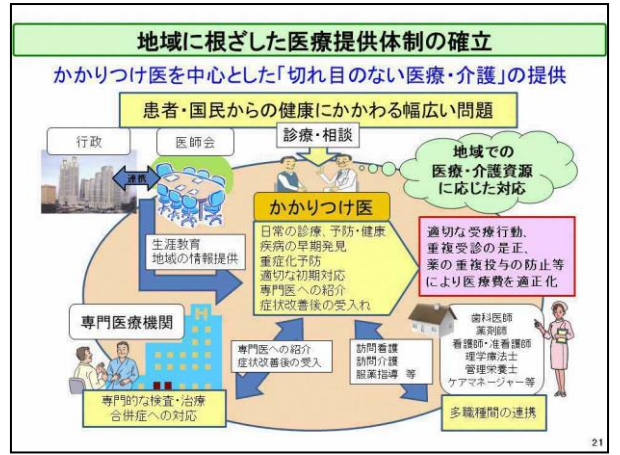 地域に根ざした医療提供体制の確立
かかりつけ医を中心とした「切れ目のない医療・介護」の提供
患者・国民からの健康にかかわる幅広い問題
行政
医師会
診療・相談
連携
地域での
医療・介護資源
に応じた対応
かかりつけ医
日常の診療、予防・健康
疾病の早期発見
重症化予防
適切な初期対応
専門医への紹介
症状改善後の受入れ
生涯教育
地域の情報提供
適切な受療行動、
重複受診の是正、
薬の重複投与の防止等
により医療費を適正化
専門医療機関
専門医への紹介
症状改善後の受入
訪問看護
訪問介護
服薬指導 等
歯科医師
薬剤師
看護師・准看護師
理学療法士
管理栄養士
ケアマネージャー等
専門的な検査・治療
合併症への対応
多職種間の連携
21